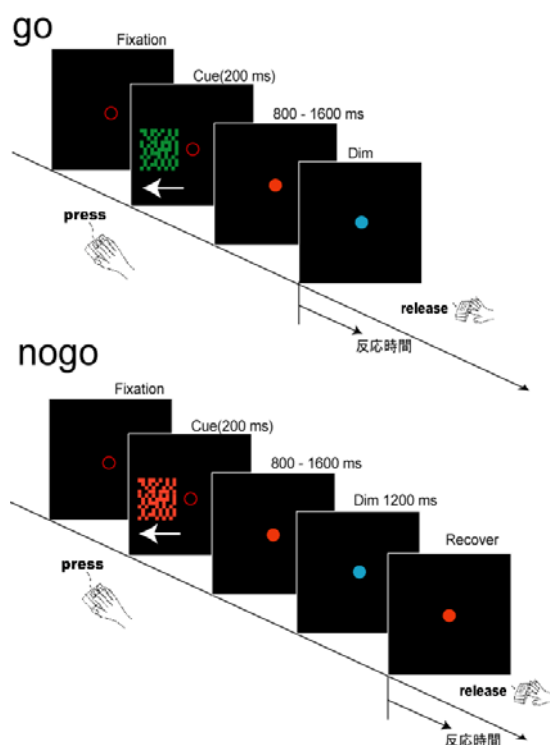 go
Fixation
Cue(200 ms)
800 - 1600 ms
Dim
press
release
反応時間
nogo
Fixation
Cue(200 ms)
800 - 1600 ms
Dim 1200 ms
Recover
press
release
反応時間